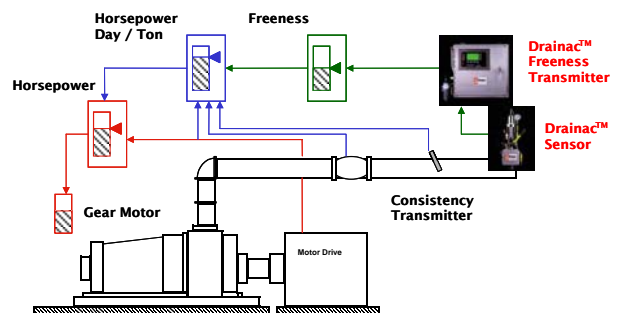 Horsepower
Day / Ton
Freeness
Drainac™
Freeness
Transmitter
Horsepower
Drainac™
Sensor
Consistency
Transmitter
Gear Motor
Motor Drive